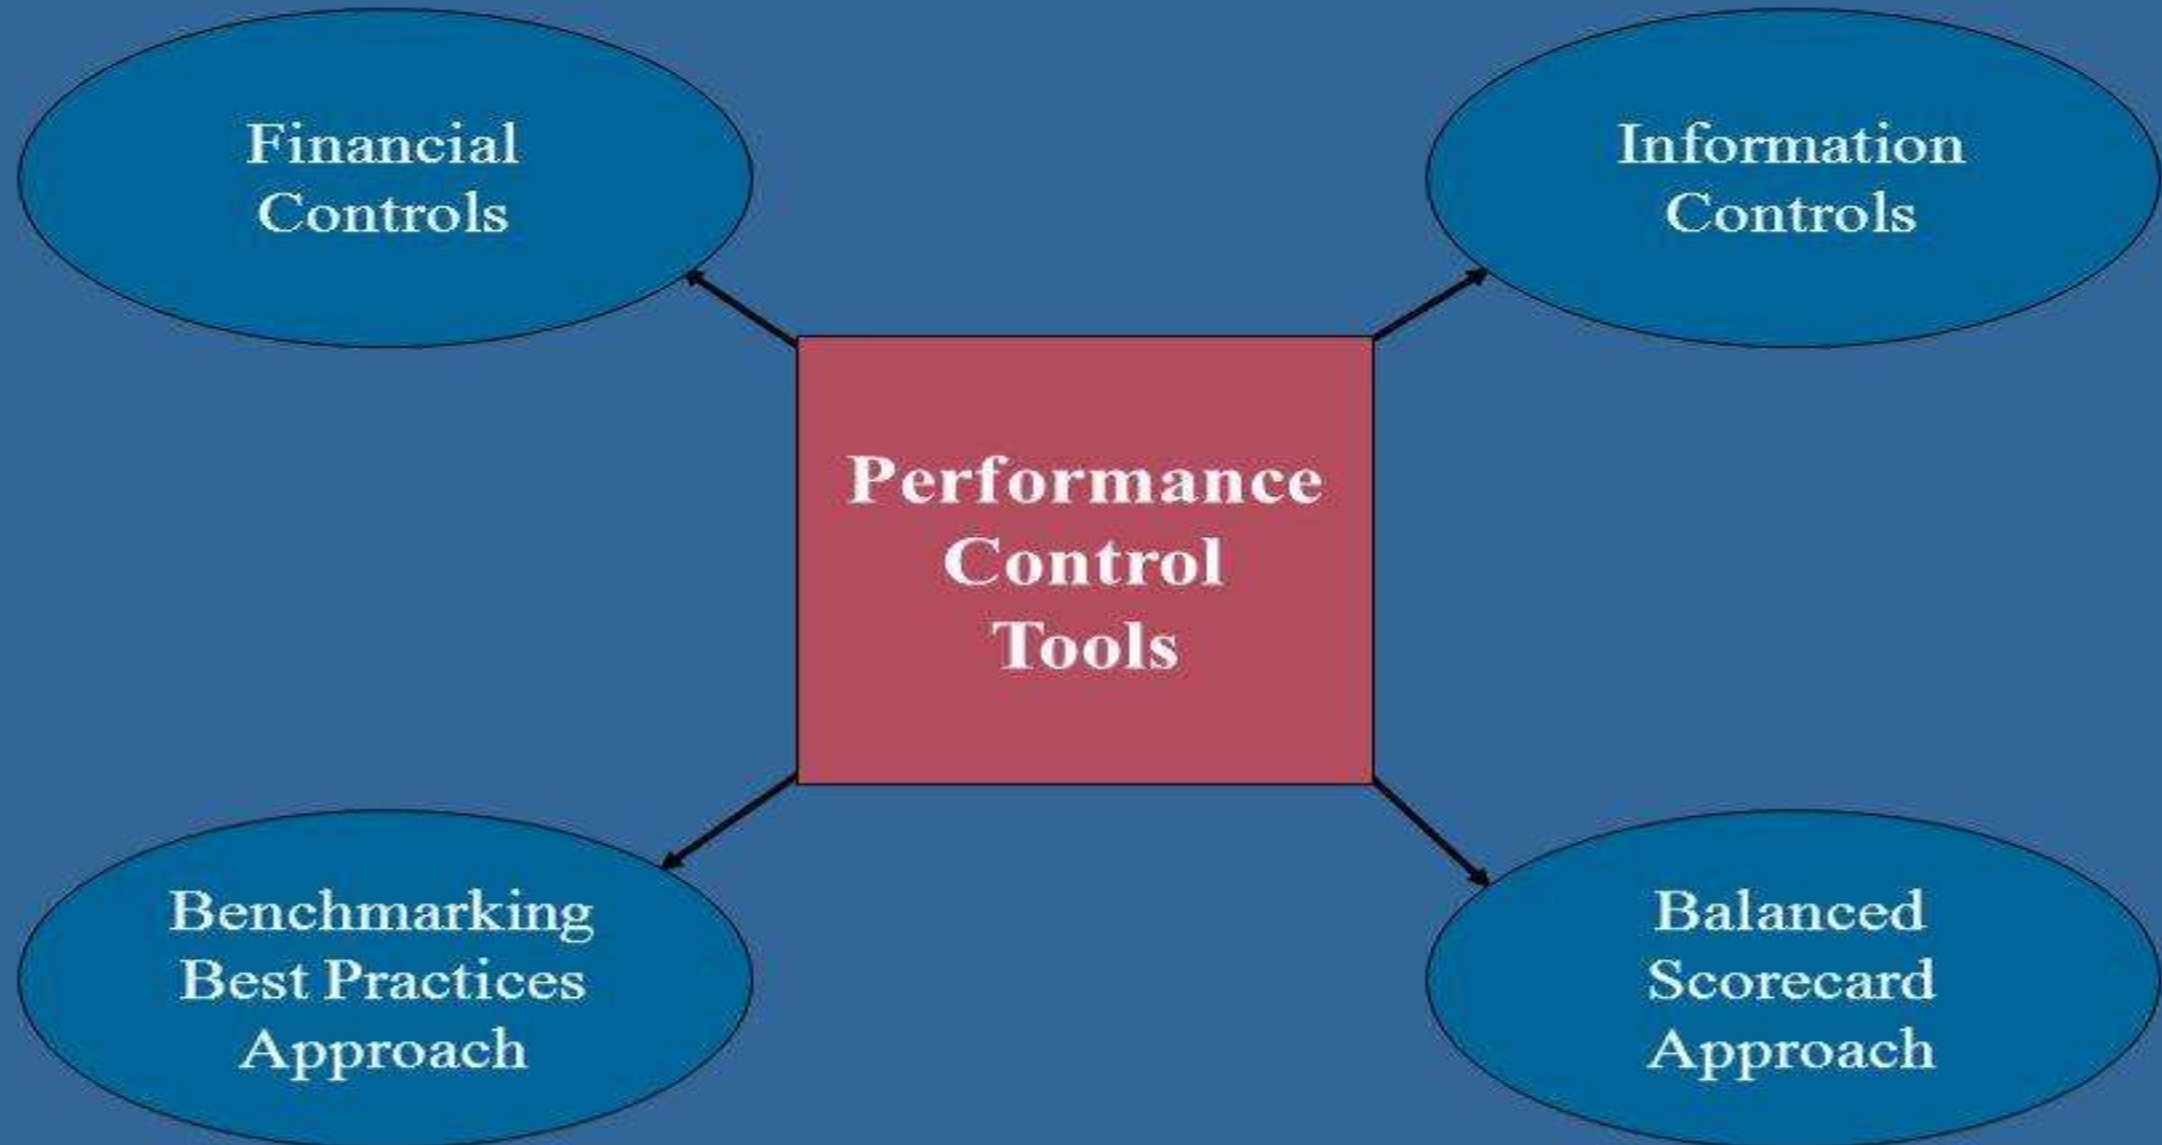 Financial
Controls
Information
Controls
Performance
Control
Tools
Benchmarking
Best Practices
Approach
Balanced
Scorecard
Approach